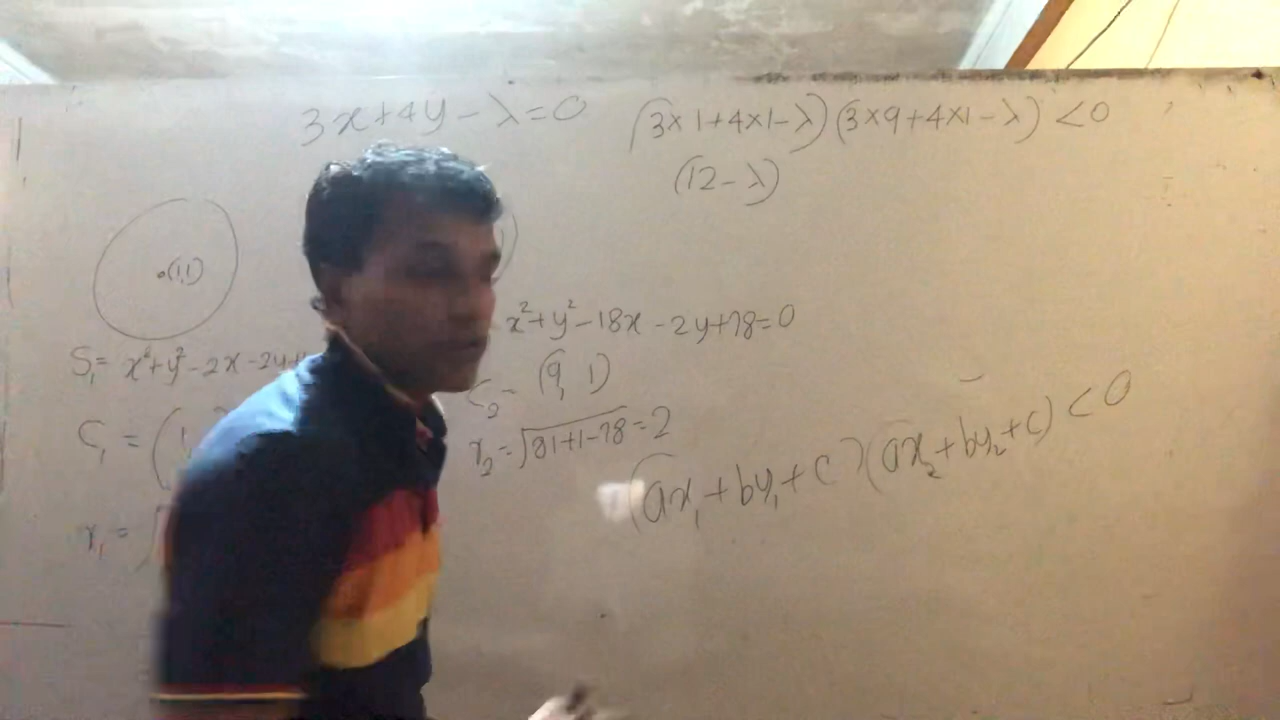 3x+4y-λ=0
(3×1+4×1-λ)(3×9+4×1-λ)<0
(12-λ)
(1,1)
S₁= x²+y²-2x-2y+
x²+y²-18x-2y+78=0
C₁ = (1
C₂ = (9, 1)
r₁ = √
r₂=√81+1-78=2
(ax₁+by₁+c)(ax₂+by₂+c)<0